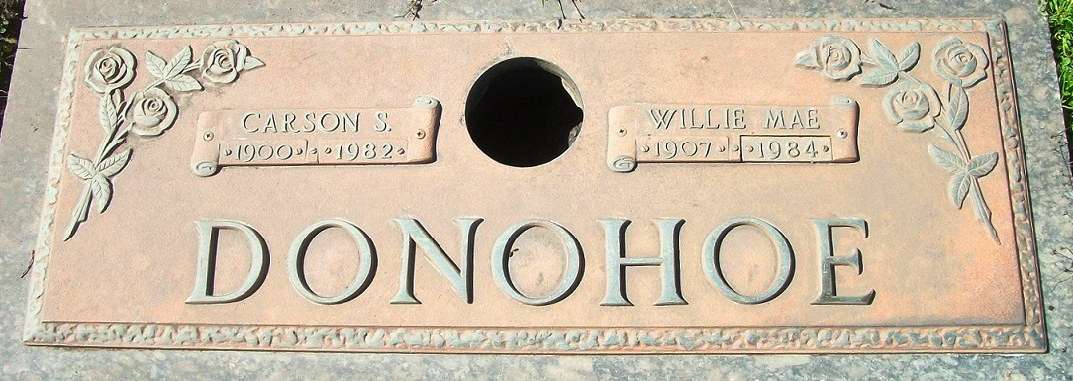 CARSON S.
·1900· · 1982·
WILLIE MAE
·1907· · 1984·
DONOHOE